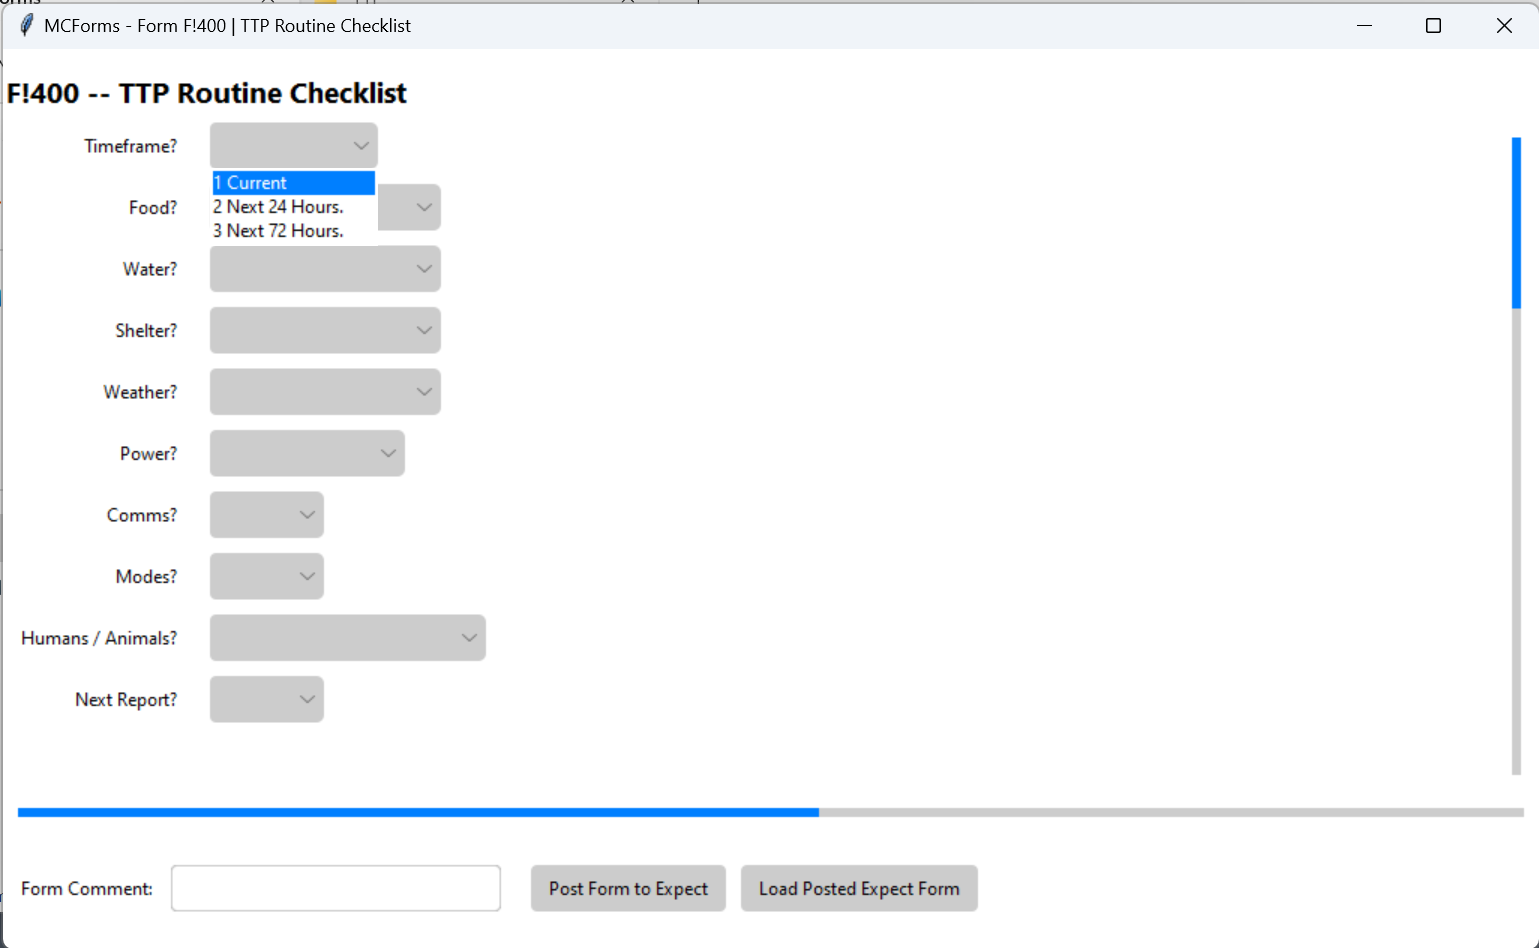 MCForms - Form F!400 | TTP Routine Checklist
F!400 -- TTP Routine Checklist
Timeframe?
1 Current
2 Next 24 Hours.
3 Next 72 Hours.
Food?
Water?
Shelter?
Weather?
Power?
Comms?
Modes?
Humans / Animals?
Next Report?
Form Comment:
Post Form to Expect
Load Posted Expect Form